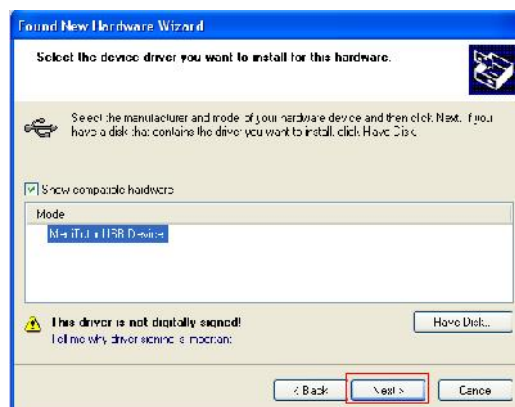 Found New Hardware Wizard
Select the device driver you want to install for this hardware.
Select the manufacturer and model of your hardware device and then click Next. If you
have a disk that contains the driver you want to install, click Have Disk.
Show compatible hardware
Model
USB Device
This driver is not digitally signed!
Tell me why driver signing is important
Have Disk...
< Back
Next >
Cancel